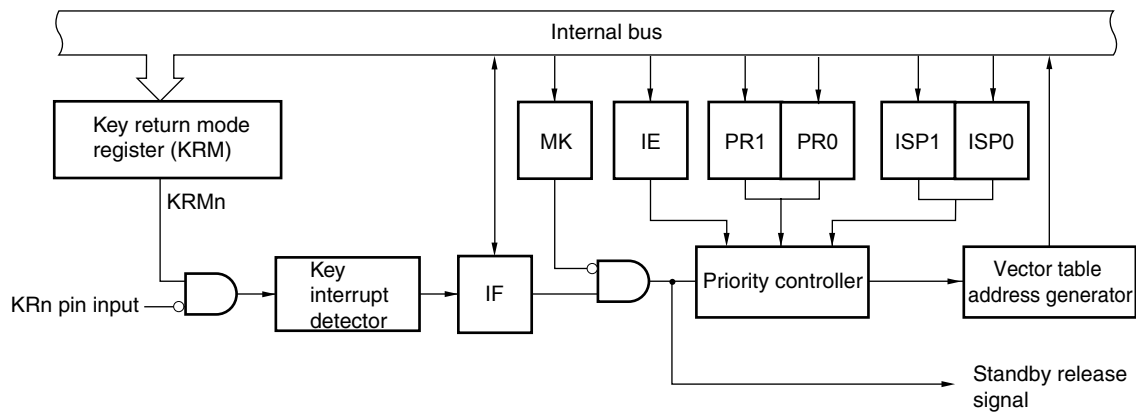 Internal bus
Key return mode
register (KRM)
MK
IE
PR1
PR0
ISP1
ISP0
KRMn
KRn pin input
Key
interrupt
detector
IF
Priority controller
Vector table
address generator
Standby release
signal